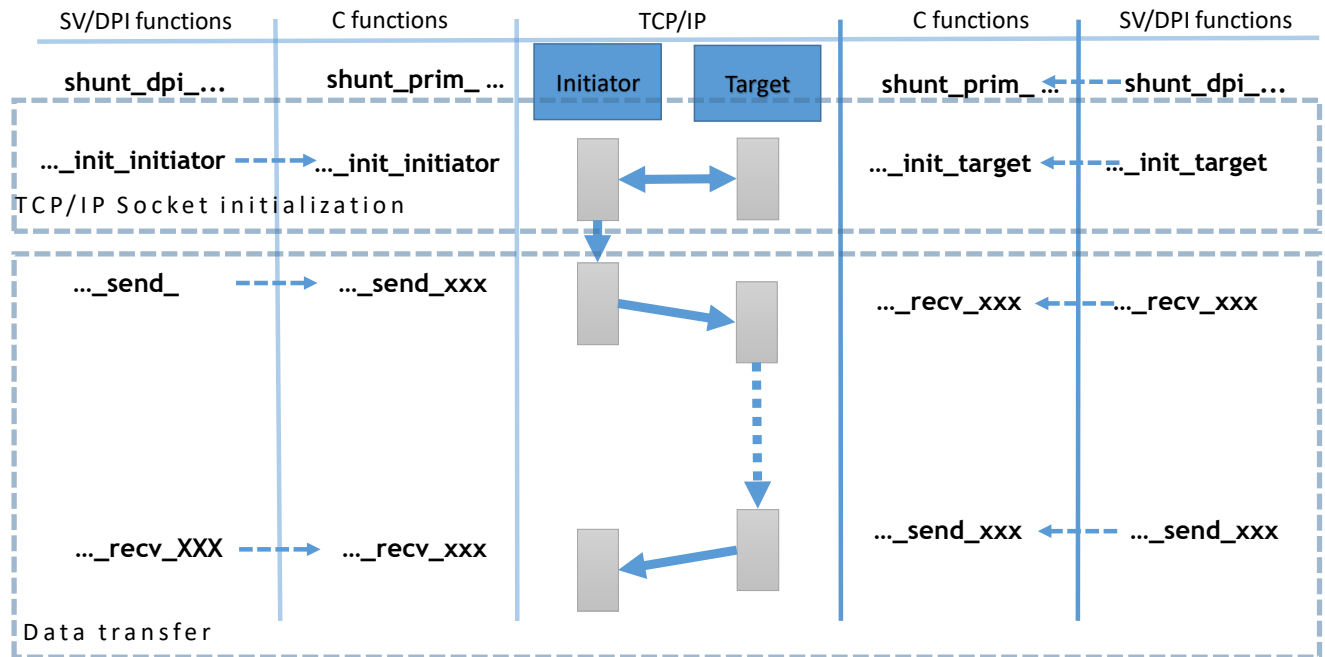 SV/DPI functions
C functions
TCP/IP
C functions
SV/DPI functions
shunt_dpi_...
shunt_prim_ ...
Initiator
Target
shunt_prim_ ...
shunt_dpi_...
..._init_initiator
..._init_initiator
..._init_target
..._init_target
TCP/IP Socket initialization
..._send_
..._send_xxx
..._recv_xxx
..._recv_xxx
..._recv_XXX
..._recv_xxx
..._send_xxx
..._send_xxx
Data transfer